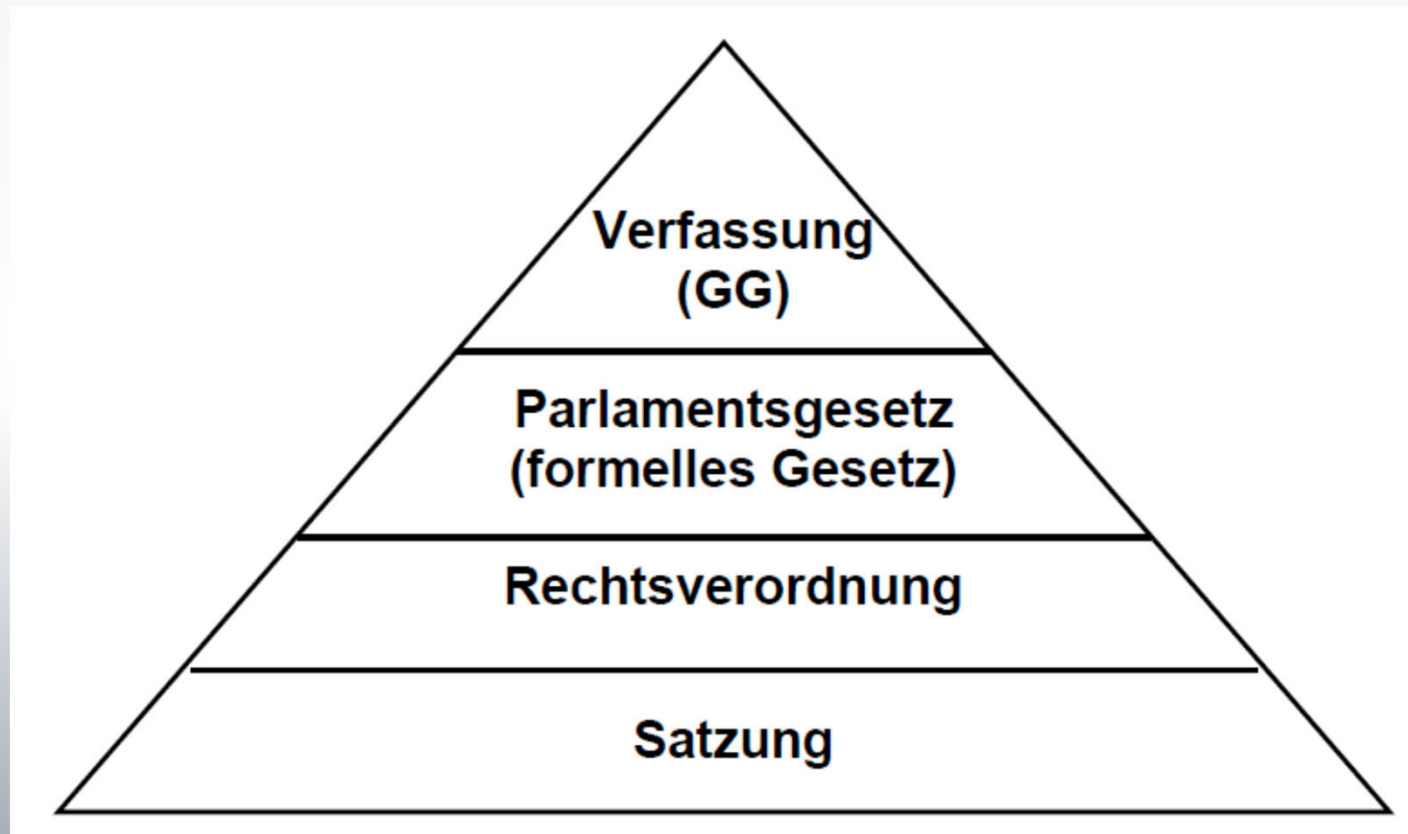 Verfassung
(GG)
Parlamentsgesetz
(formelles Gesetz)
Rechtsverordnung
Satzung